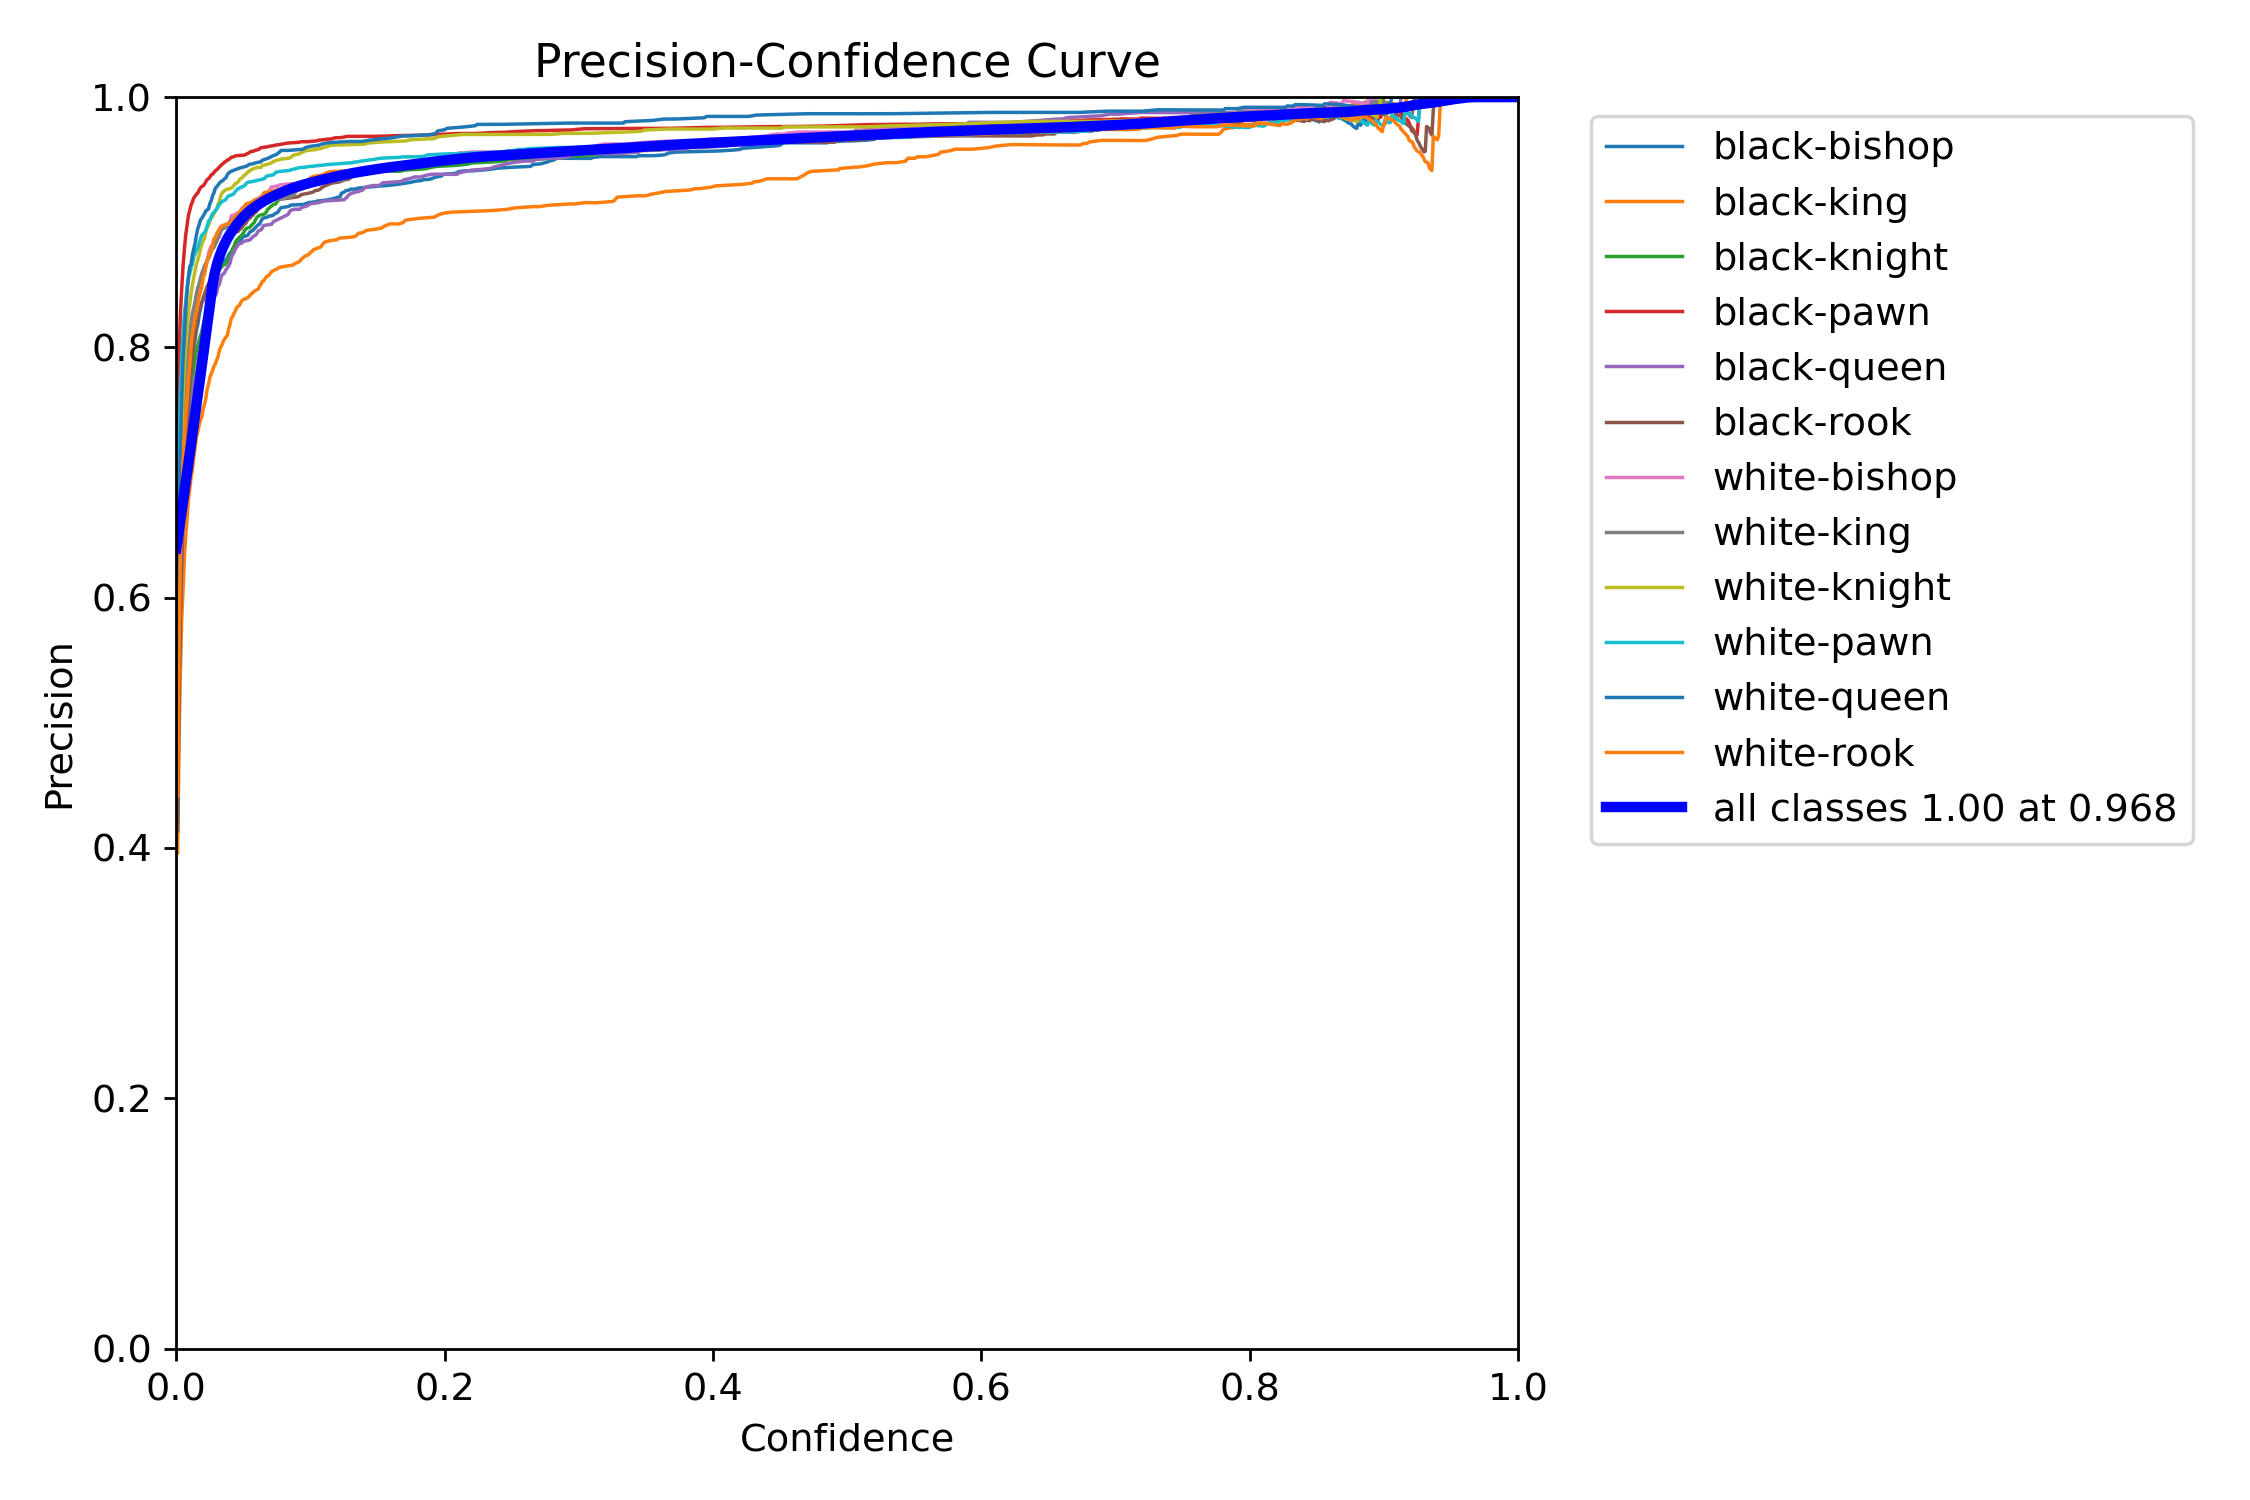 Precision-Confidence Curve
1.0
0.8
0.6
0.4
0.2
0.0
0.0 0.2 0.4 0.6 0.8 1.0
Precision
Confidence
black-bishop
black-king
black-knight
black-pawn
black-queen
black-rook
white-bishop
white-king
white-knight
white-pawn
white-queen
white-rook
all classes 1.00 at 0.968